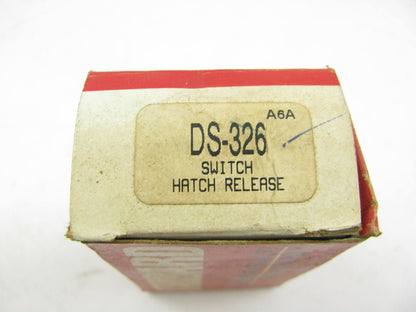 A6A
DS-326
SWITCH
HATCH RELEASE